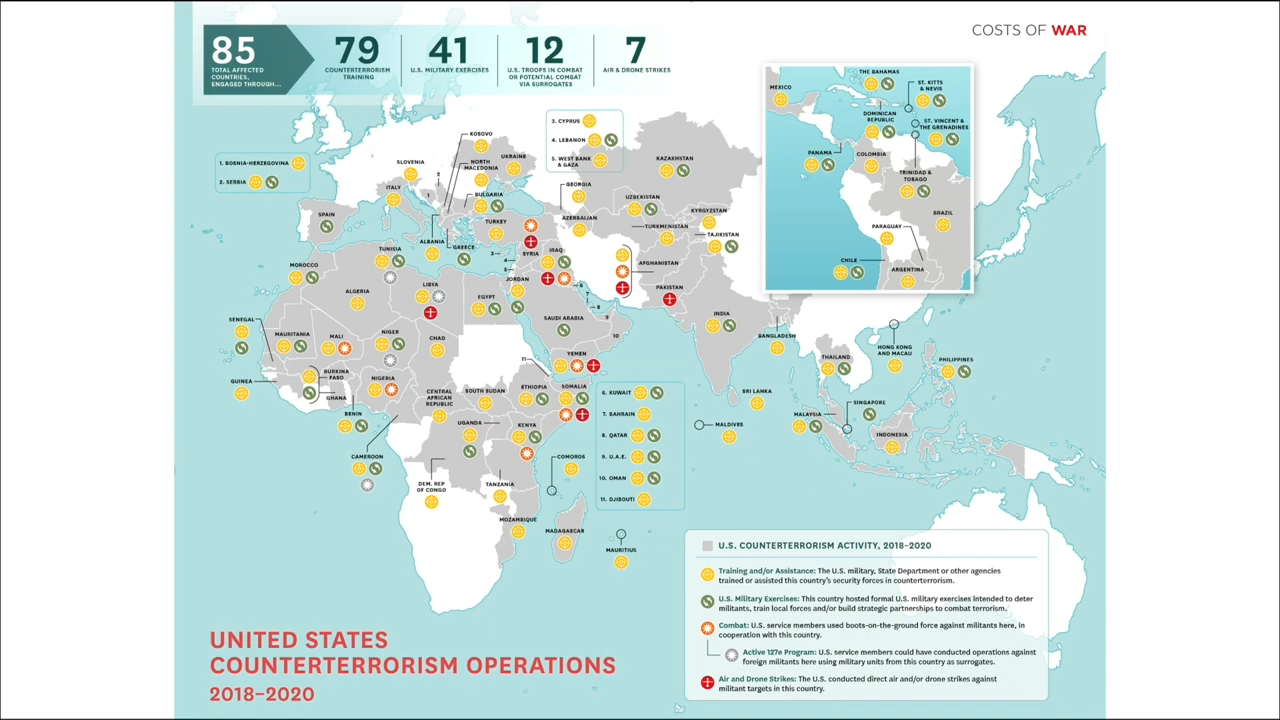 COSTS OF WAR
85
TOTAL AFFECTED
COUNTRIES,
ENGAGED THROUGH...
79
COUNTERTERRORISM
TRAINING
41
U.S. MILITARY EXERCISES
12
U.S. TROOPS IN COMBAT
OR POTENTIAL COMBAT
VIA SURROGATES
7
AIR & DRONE STRIKES
MEXICO
THE BAHAMAS
ST. KITTS
& NEVIS
DOMINICAN
REPUBLIC
ST. VINCENT &
THE GRENADINES
PANAMA
COLOMBIA
TRINIDAD &
TOBAGO
BRAZIL
PARAGUAY
CHILE
ARGENTINA
1. BOSNIA-HERZEGOVINA
2. SERBIA
3. CYPRUS
4. LEBANON
5. WEST BANK
& GAZA
KOSOVO
SLOVENIA
NORTH
MACEDONIA
UKRAINE
2
ITALY
1
BULGARIA
SPAIN
GEORGIA
KAZAKHSTAN
UZBEKISTAN
KYRGYZSTAN
AZERBAIJAN
TURKMENISTAN
TAJIKISTAN
TURKEY
ALBANIA
GREECE
TUNISIA
3
SYRIA
IRAQ
4
5
AFGHANISTAN
MOROCCO
JORDAN
6
7
8
PAKISTAN
ALGERIA
LIBYA
EGYPT
SAUDI ARABIA
9
10
INDIA
BANGLADESH
SENEGAL
MAURITANIA
MALI
NIGER
CHAD
11
YEMEN
HONG KONG
AND MACAU
THAILAND
PHILIPPINES
GUINEA
BURKINA
FASO
GHANA
NIGERIA
CENTRAL
AFRICAN
REPUBLIC
SOUTH SUDAN
ETHIOPIA
SOMALIA
SRI LANKA
BENIN
UGANDA
KENYA
MALDIVES
MALAYSIA
SINGAPORE
INDONESIA
CAMEROON
DEM. REP
OF CONGO
TANZANIA
COMOROS
MOZAMBIQUE
MADAGASCAR
MAURITIUS
6. KUWAIT
7. BAHRAIN
8. QATAR
9. U.A.E.
10. OMAN
11. DJIBOUTI
U.S. COUNTERTERRORISM ACTIVITY, 2018–2020
Training and/or Assistance: The U.S. military, State Department or other agencies
trained or assisted this country's security forces in counterterrorism.
U.S. Military Exercises: This country hosted formal U.S. military exercises intended to deter
militants, train local forces and/or build strategic partnerships to combat terrorism.
Combat: U.S. service members used boots-on-the-ground force against militants here, in
cooperation with this country.
Active 127e Program: U.S. service members could have conducted operations against
foreign militants here using military units from this country as surrogates.
Air and Drone Strikes: The U.S. conducted direct air and/or drone strikes against
militant targets in this country.
UNITED STATES
COUNTERTERRORISM OPERATIONS
2018–2020